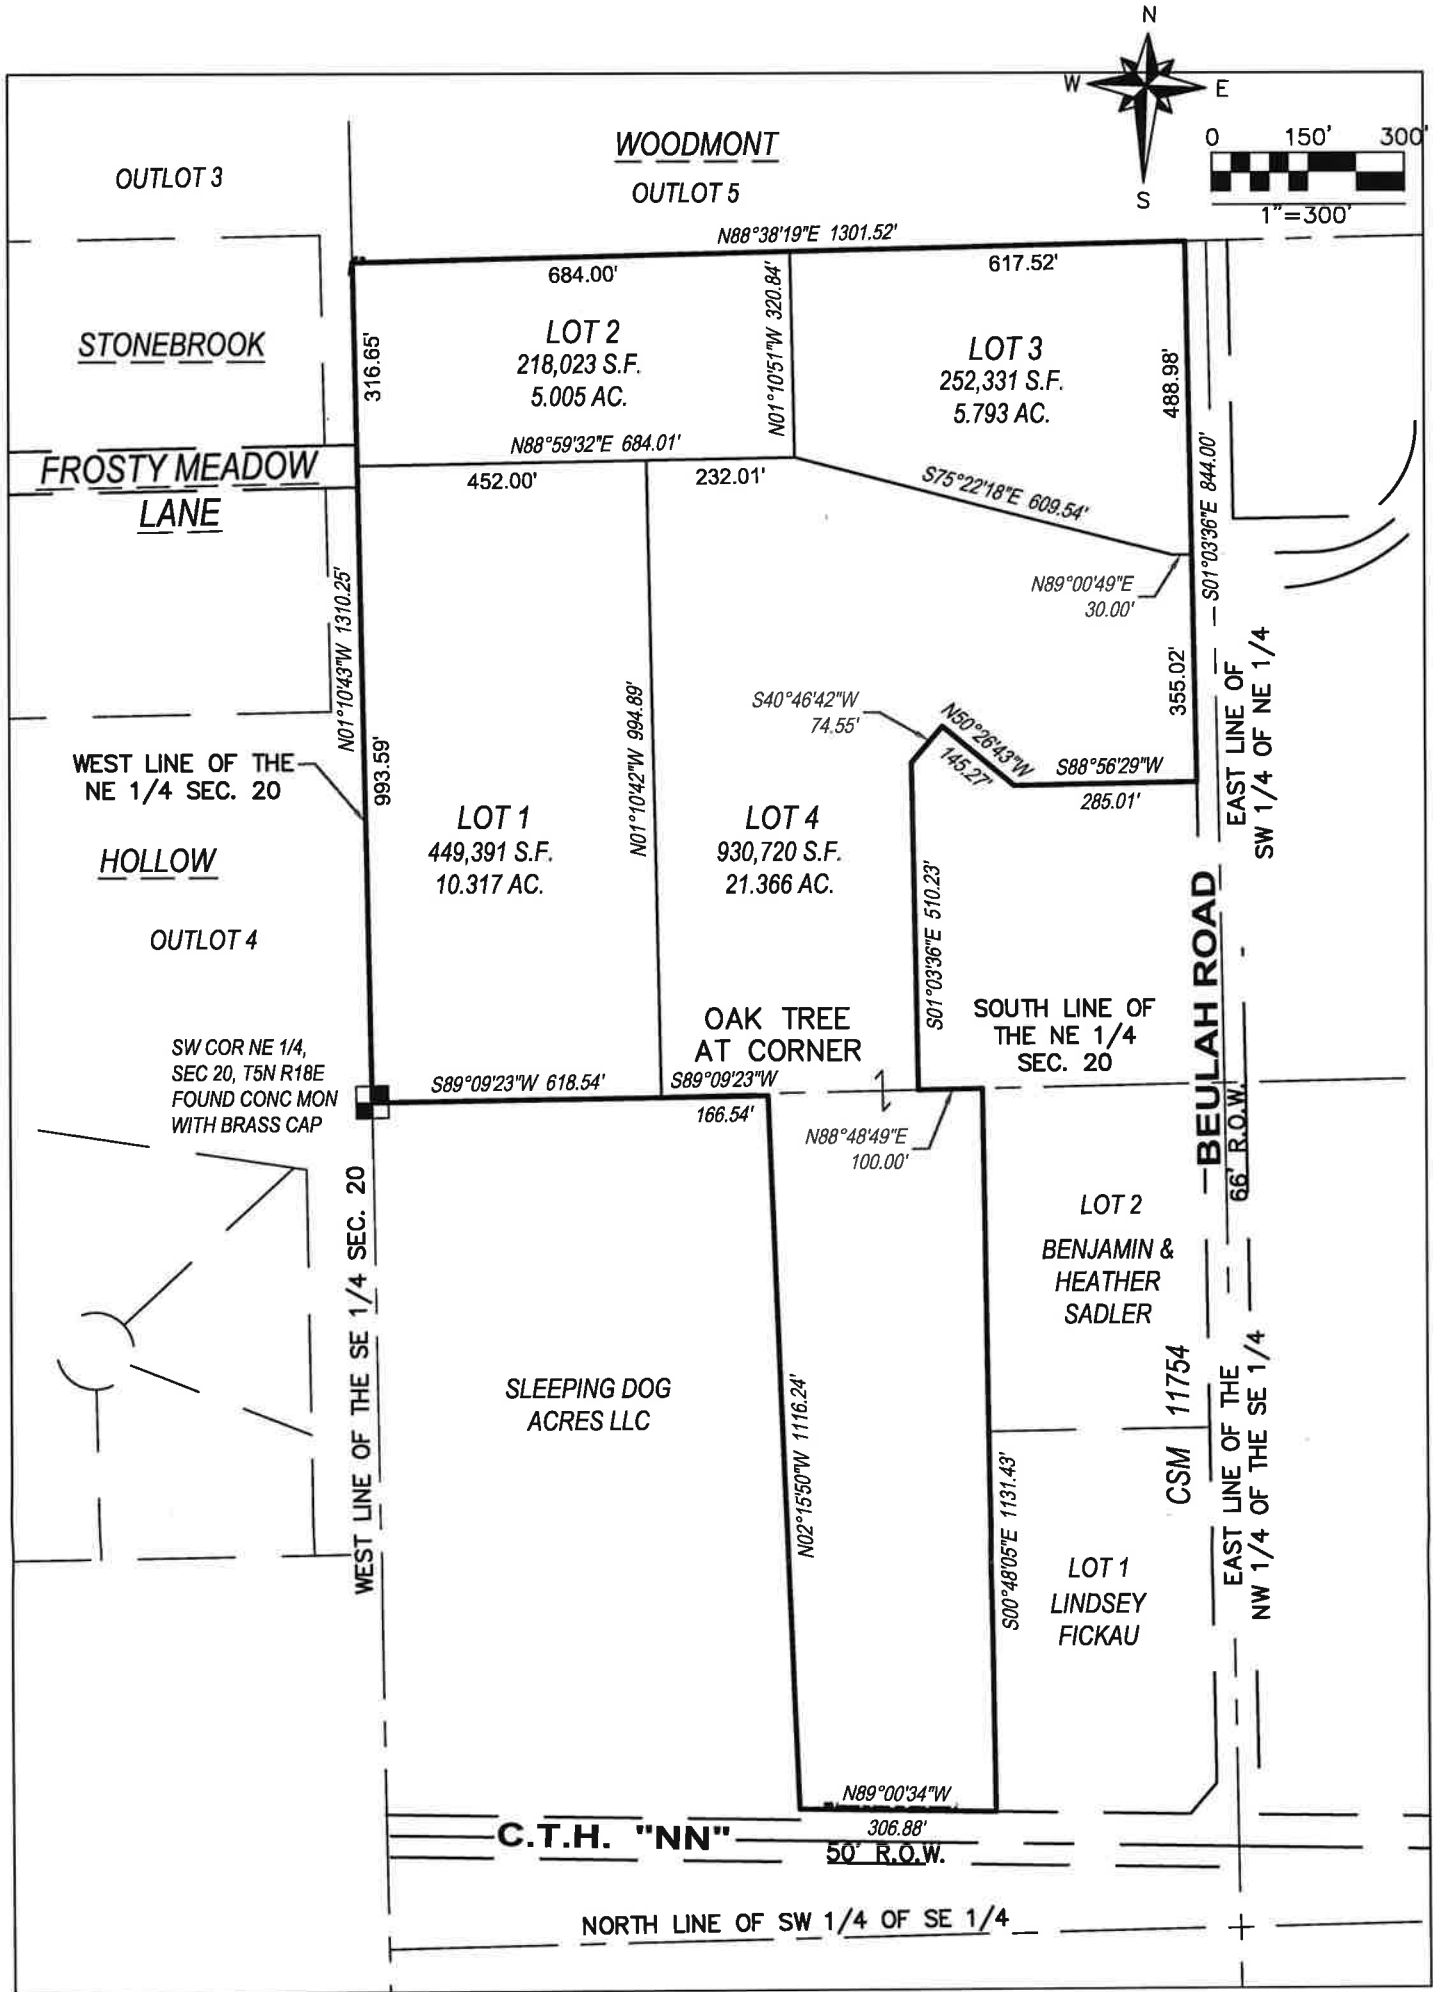 N
W
E
S
0 150' 300'
1"=300'
WOODMONT
OUTLOT 3
OUTLOT 5
N88°38'19"E 1301.52'
684.00'
617.52'
STONEBROOK
316.65'
LOT 2
218,023 S.F.
5.005 AC.
N01°10'51"W 320.84'
LOT 3
252,331 S.F.
5.793 AC.
488.98'
S01°03'36"E 844.00'
N88°59'32"E 684.01'
FROSTY MEADOW
LANE
452.00'
232.01'
S75°22'18"E 609.54'
N89°00'49"E
30.00'
N01°10'43"W 1310.25'
993.59'
WEST LINE OF THE
NE 1/4 SEC. 20
HOLLOW
OUTLOT 4
LOT 1
449,391 S.F.
10.317 AC.
N01°10'42"W 994.89'
LOT 4
930,720 S.F.
21.366 AC.
S40°46'42"W
74.55'
N50°26'43"W
145.27'
S88°56'29"W
285.01'
355.02'
EAST LINE OF
SW 1/4 OF NE 1/4
S01°03'36"E 510.23'
BEULAH ROAD
66' R.O.W.
SOUTH LINE OF
THE NE 1/4
SEC. 20
OAK TREE
AT CORNER
SW COR NE 1/4,
SEC 20, T5N R18E
FOUND CONC MON
WITH BRASS CAP
S89°09'23"W 618.54'
S89°09'23"W
166.54'
N88°48'49"E
100.00'
WEST LINE OF THE SE 1/4 SEC. 20
SLEEPING DOG
ACRES LLC
N02°15'50"W 1116.24'
S00°48'05"E 1131.43'
LOT 2
BENJAMIN &
HEATHER
SADLER
CSM 11754
EAST LINE OF THE
NW 1/4 OF THE SE 1/4
LOT 1
LINDSEY
FICKAU
N89°00'34"W
306.88'
C.T.H. "NN"
50' R.O.W.
NORTH LINE OF SW 1/4 OF SE 1/4